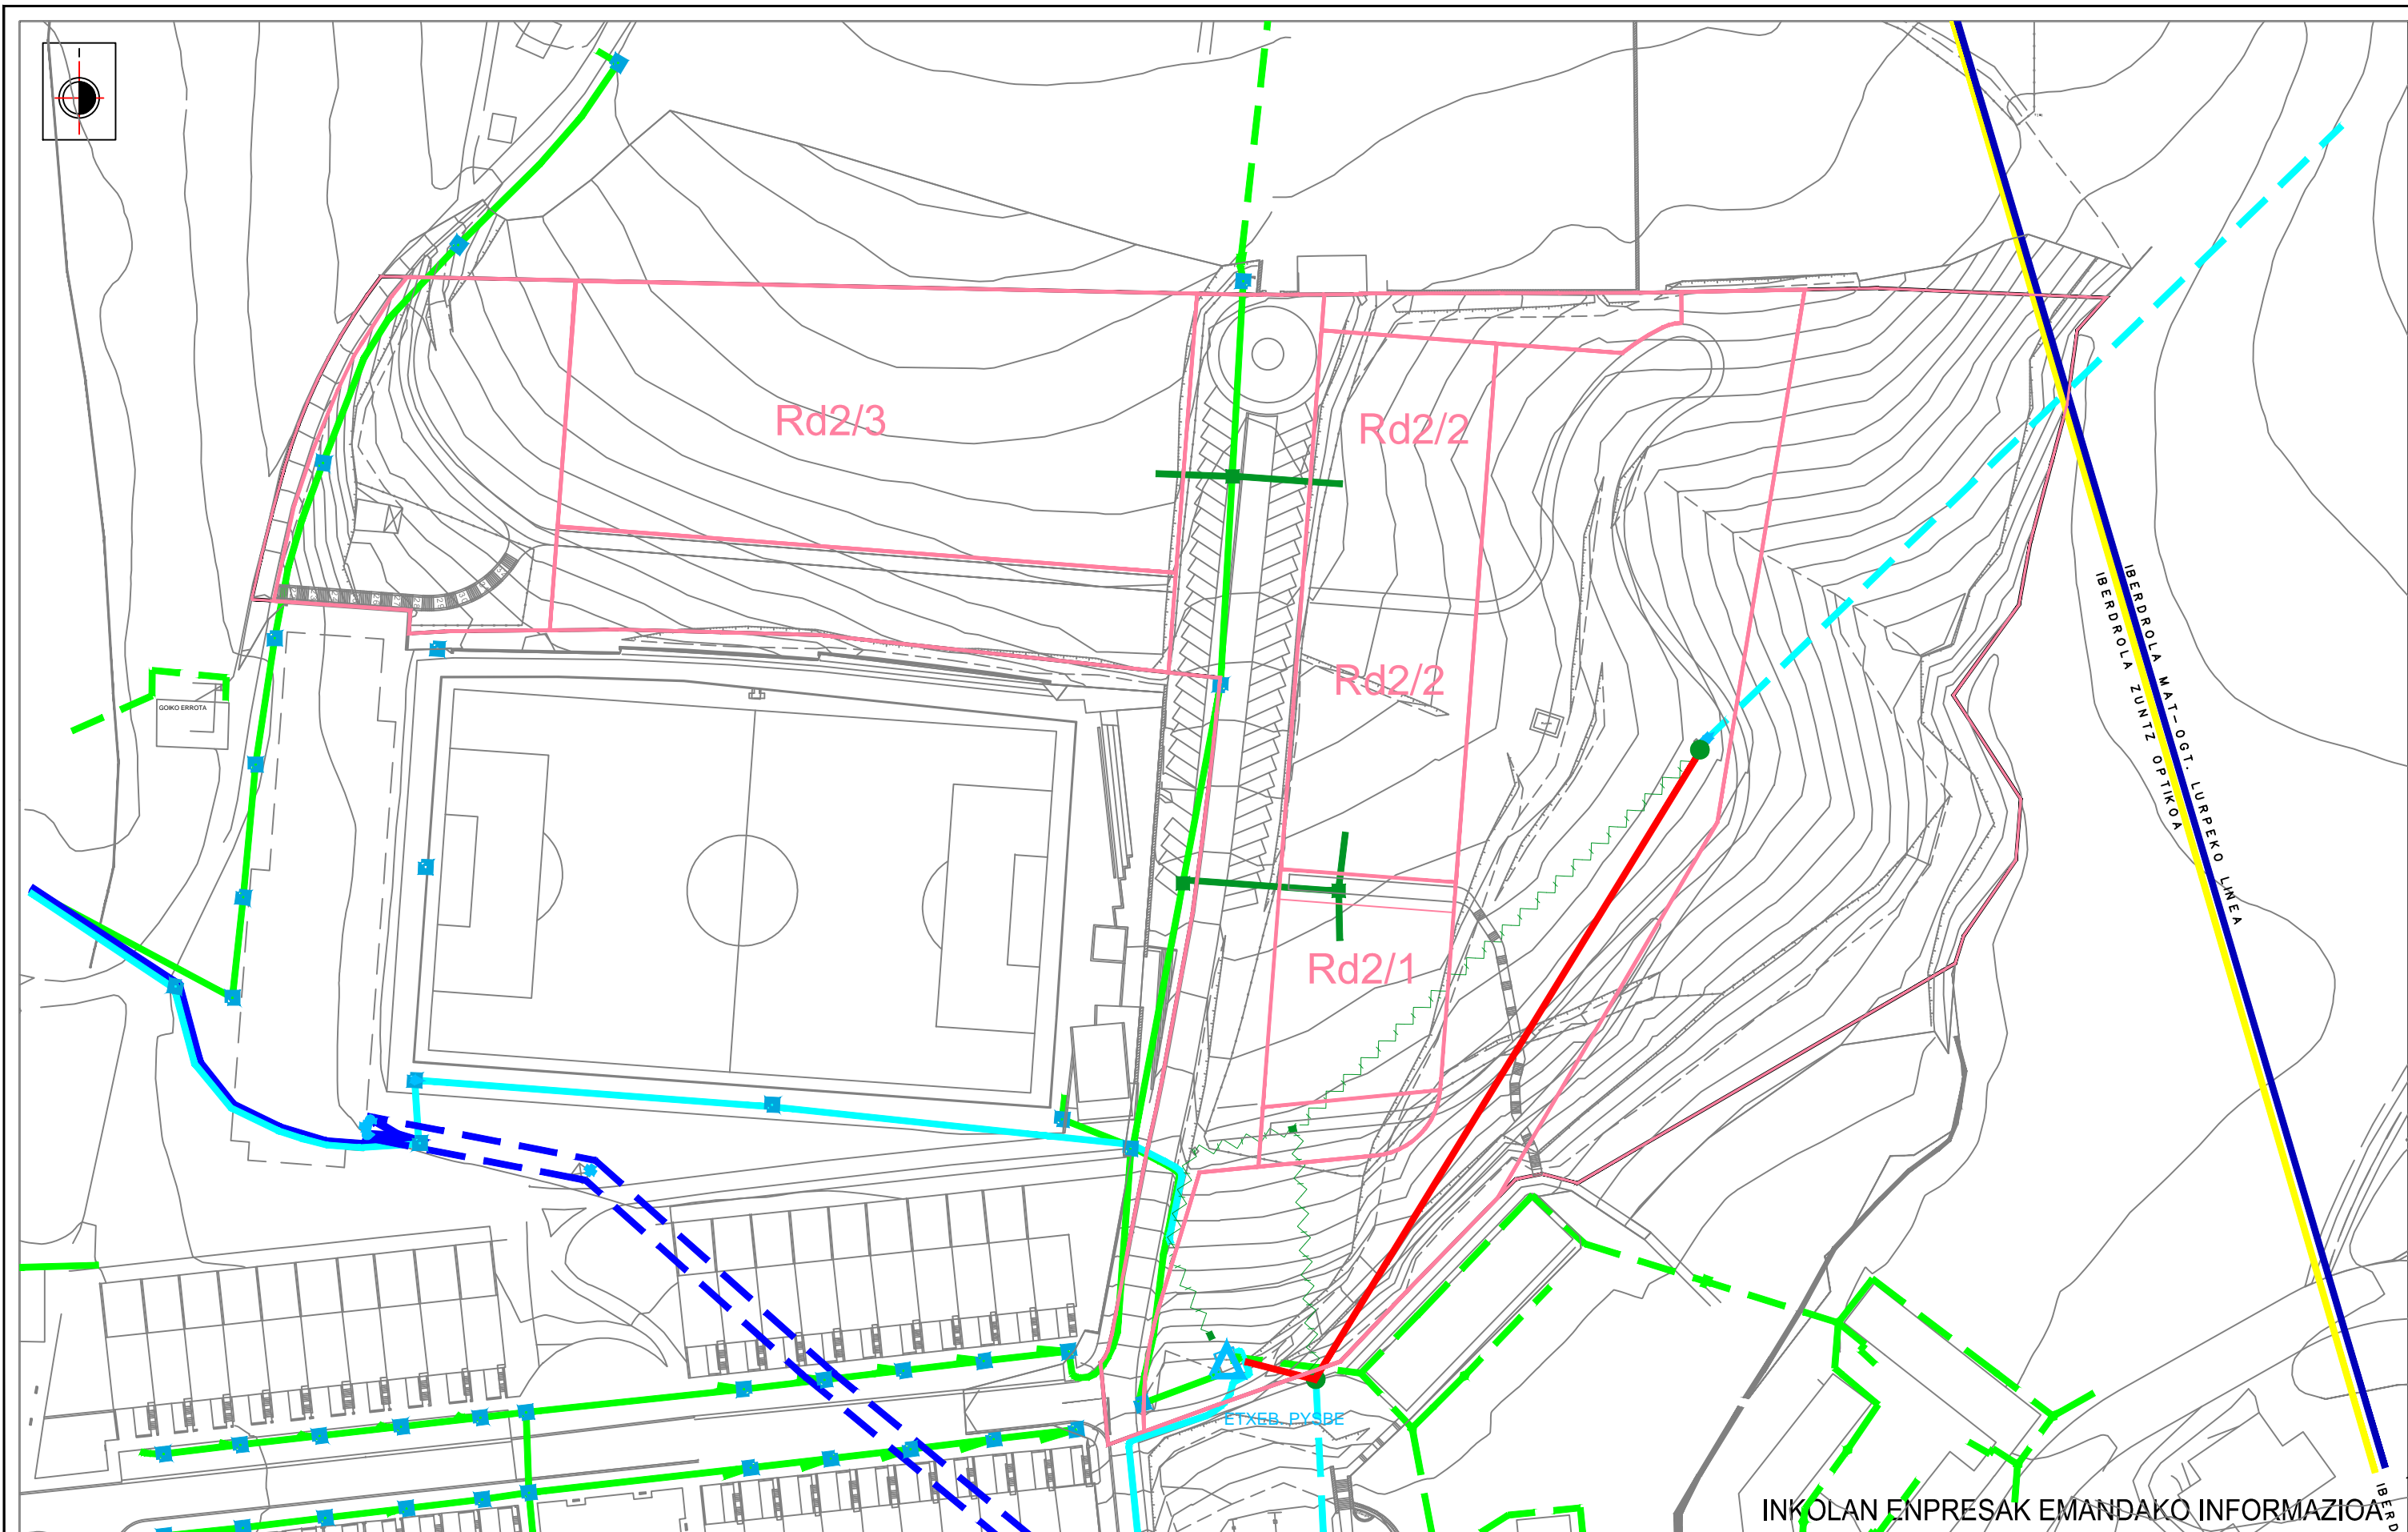 Rd2/3
Rd2/2
Rd2/2
Rd2/1
GOIKO ERROTA
IBERDROLA MAT-OGT. LURPEKO LINEA
IBERDROLA ZUNTZ OPTIKOA
ETXEB. PYSBE
INKOLAN ENPRESAK EMANDAKO INFORMAZIOA
IBERD